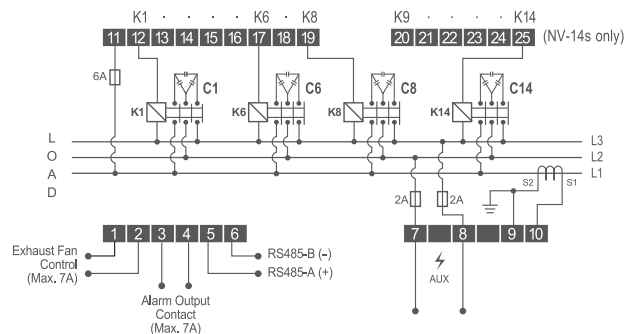 K1 · · · · K6 · K8 K9 · · · · K14
11 12 13 14 15 16 17 18 19 20 21 22 23 24 25 (NV-14s only)
6A C1 C6 C8 C14
K1 K6 K8 K14
L L3
O L2
A L1
D
S2 S1
2A 2A
1 2 3 4 5 6 7 8 9 10
Exhaust Fan
Control
(Max. 7A)
RS485-B (-)
RS485-A (+)
AUX
Alarm Output
Contact
(Max. 7A)